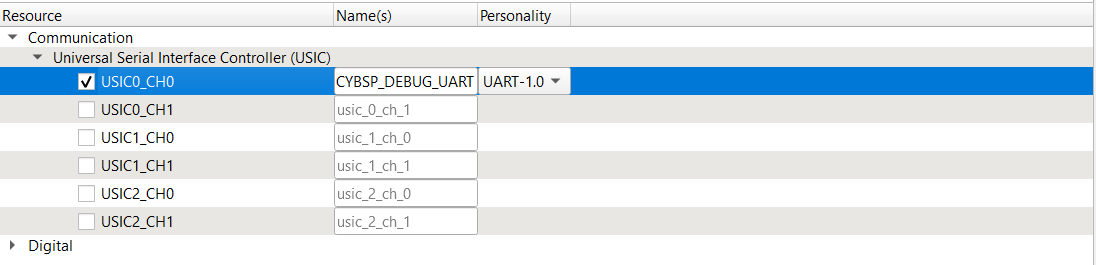 Resource Name(s) Personality
Communication
Universal Serial Interface Controller (USIC)
USIC0_CH0 CYBSP_DEBUG_UART UART-1.0
USIC0_CH1 usic_0_ch_1
USIC1_CH0 usic_1_ch_0
USIC1_CH1 usic_1_ch_1
USIC2_CH0 usic_2_ch_0
USIC2_CH1 usic_2_ch_1
Digital